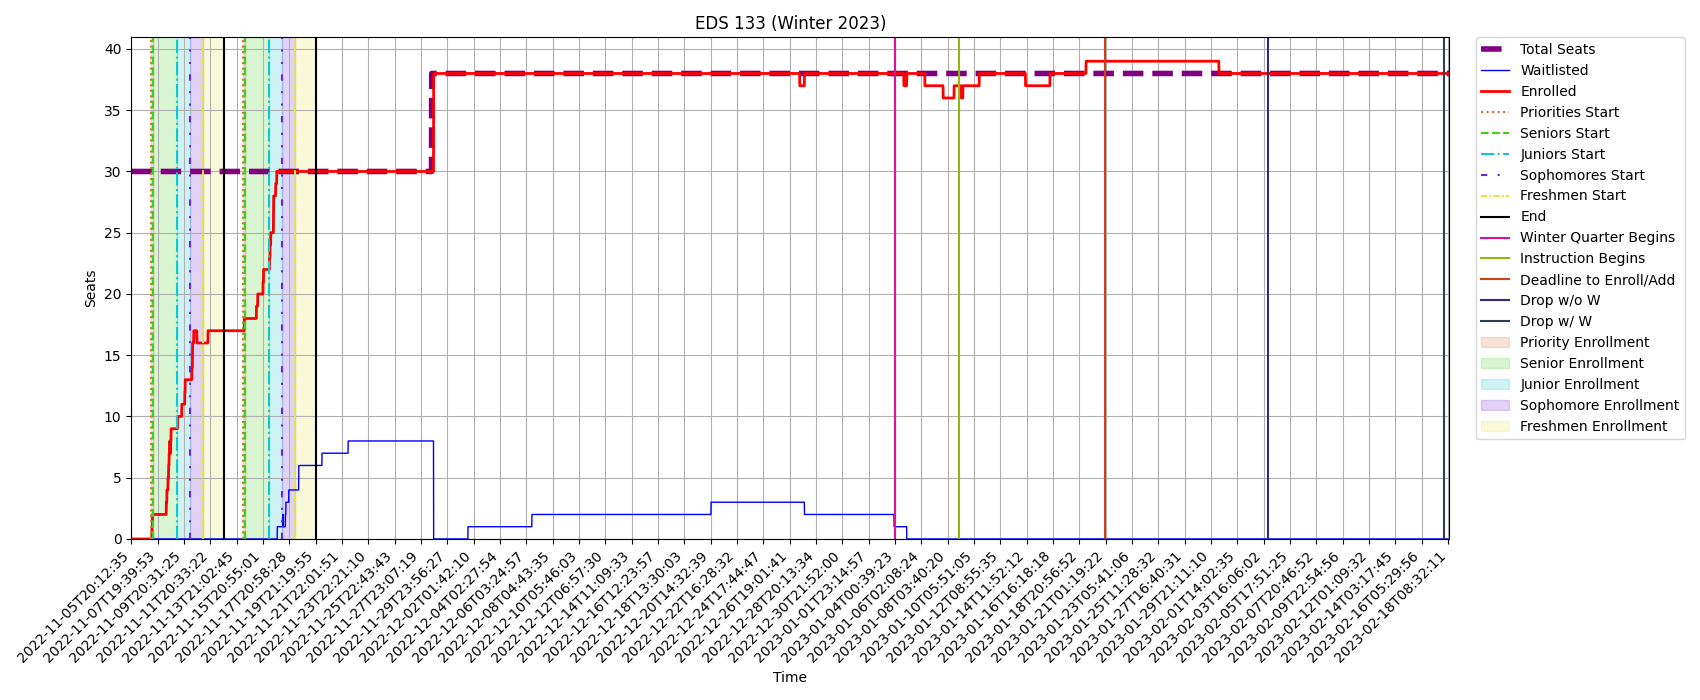 EDS 133 (Winter 2023)
40
35
30
25
20
15
10
5
0
Seats
2022-11-05T20:12:35
2022-11-07T19:39:53
2022-11-09T20:31:25
2022-11-11T20:33:22
2022-11-13T21:02:45
2022-11-15T20:55:01
2022-11-17T20:58:28
2022-11-19T21:19:55
2022-11-21T22:01:51
2022-11-23T22:21:10
2022-11-25T22:43:43
2022-11-27T23:07:19
2022-11-29T23:56:27
2022-12-02T01:42:10
2022-12-04T02:27:54
2022-12-06T03:24:57
2022-12-08T04:43:35
2022-12-10T05:46:03
2022-12-12T06:57:30
2022-12-14T11:09:33
2022-12-16T12:23:57
2022-12-18T13:30:03
2022-12-20T14:32:39
2022-12-22T16:28:32
2022-12-24T17:44:47
2022-12-26T19:01:41
2022-12-28T20:13:34
2022-12-30T21:52:00
2023-01-01T23:14:57
2023-01-04T00:39:23
2023-01-06T02:08:24
2023-01-08T03:40:20
2023-01-10T05:51:05
2023-01-12T08:55:35
2023-01-14T11:52:12
2023-01-16T16:18:18
2023-01-18T20:56:52
2023-01-21T01:19:22
2023-01-23T05:41:06
2023-01-25T11:28:32
2023-01-27T16:40:31
2023-01-29T21:11:10
2023-02-01T14:02:35
2023-02-03T16:06:02
2023-02-05T17:51:25
2023-02-07T20:46:52
2023-02-09T22:54:56
2023-02-12T01:09:32
2023-02-14T03:17:45
2023-02-16T05:29:56
2023-02-18T08:32:11
Time
Total Seats
Waitlisted
Enrolled
Priorities Start
Seniors Start
Juniors Start
Sophomores Start
Freshmen Start
End
Winter Quarter Begins
Instruction Begins
Deadline to Enroll/Add
Drop w/o W
Drop w/ W
Priority Enrollment
Senior Enrollment
Junior Enrollment
Sophomore Enrollment
Freshmen Enrollment